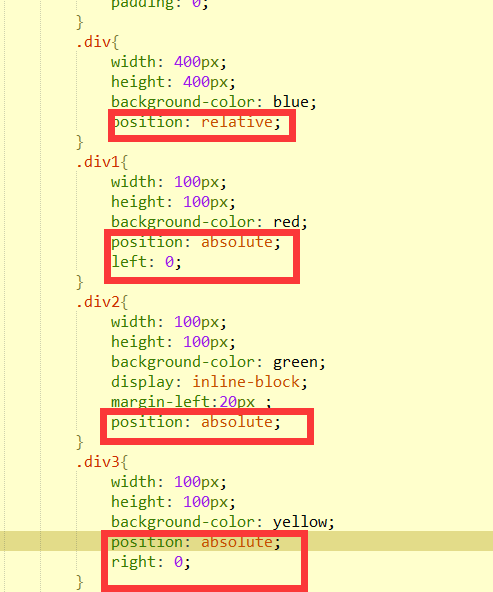 padding: 0;
}
.div{
width: 400px;
height: 400px;
background-color: blue;
position: relative;
}
.div1{
width: 100px;
height: 100px;
background-color: red;
position: absolute;
left: 0;
}
.div2{
width: 100px;
height: 100px;
background-color: green;
display: inline-block;
margin-left:20px ;
position: absolute;
}
.div3{
width: 100px;
height: 100px;
background-color: yellow;
position: absolute;
right: 0;
}